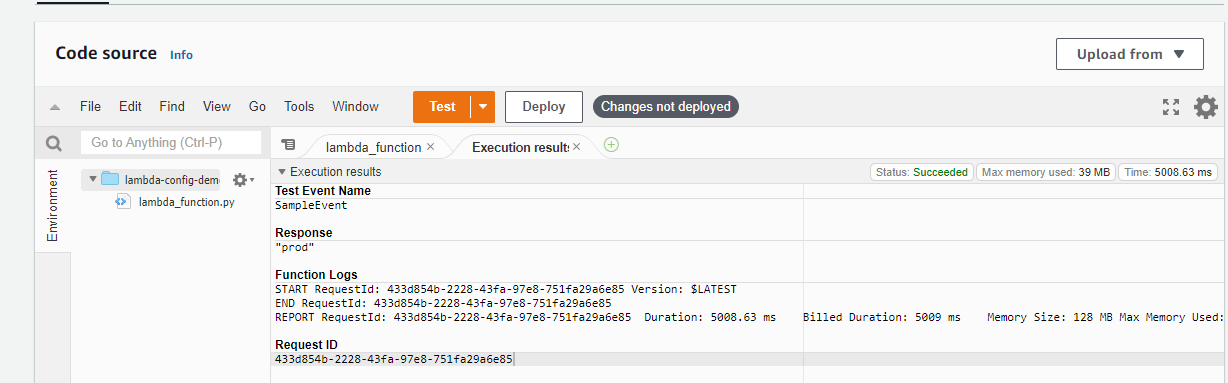 Code source Info
Upload from
File Edit Find View Go Tools Window Test Deploy Changes not deployed
Go to Anything (Ctrl-P)
lambda_function Execution results
Environment
lambda-config-dem
lambda_function.py
Execution results
Status: Succeeded Max memory used: 39 MB Time: 5008.63 ms
Test Event Name
SampleEvent
Response
"prod"
Function Logs
START RequestId: 433d854b-2228-43fa-97e8-751fa29a6e85 Version: $LATEST
END RequestId: 433d854b-2228-43fa-97e8-751fa29a6e85
REPORT RequestId: 433d854b-2228-43fa-97e8-751fa29a6e85 Duration: 5008.63 ms Billed Duration: 5009 ms Memory Size: 128 MB Max Memory Used:
Request ID
433d854b-2228-43fa-97e8-751fa29a6e85